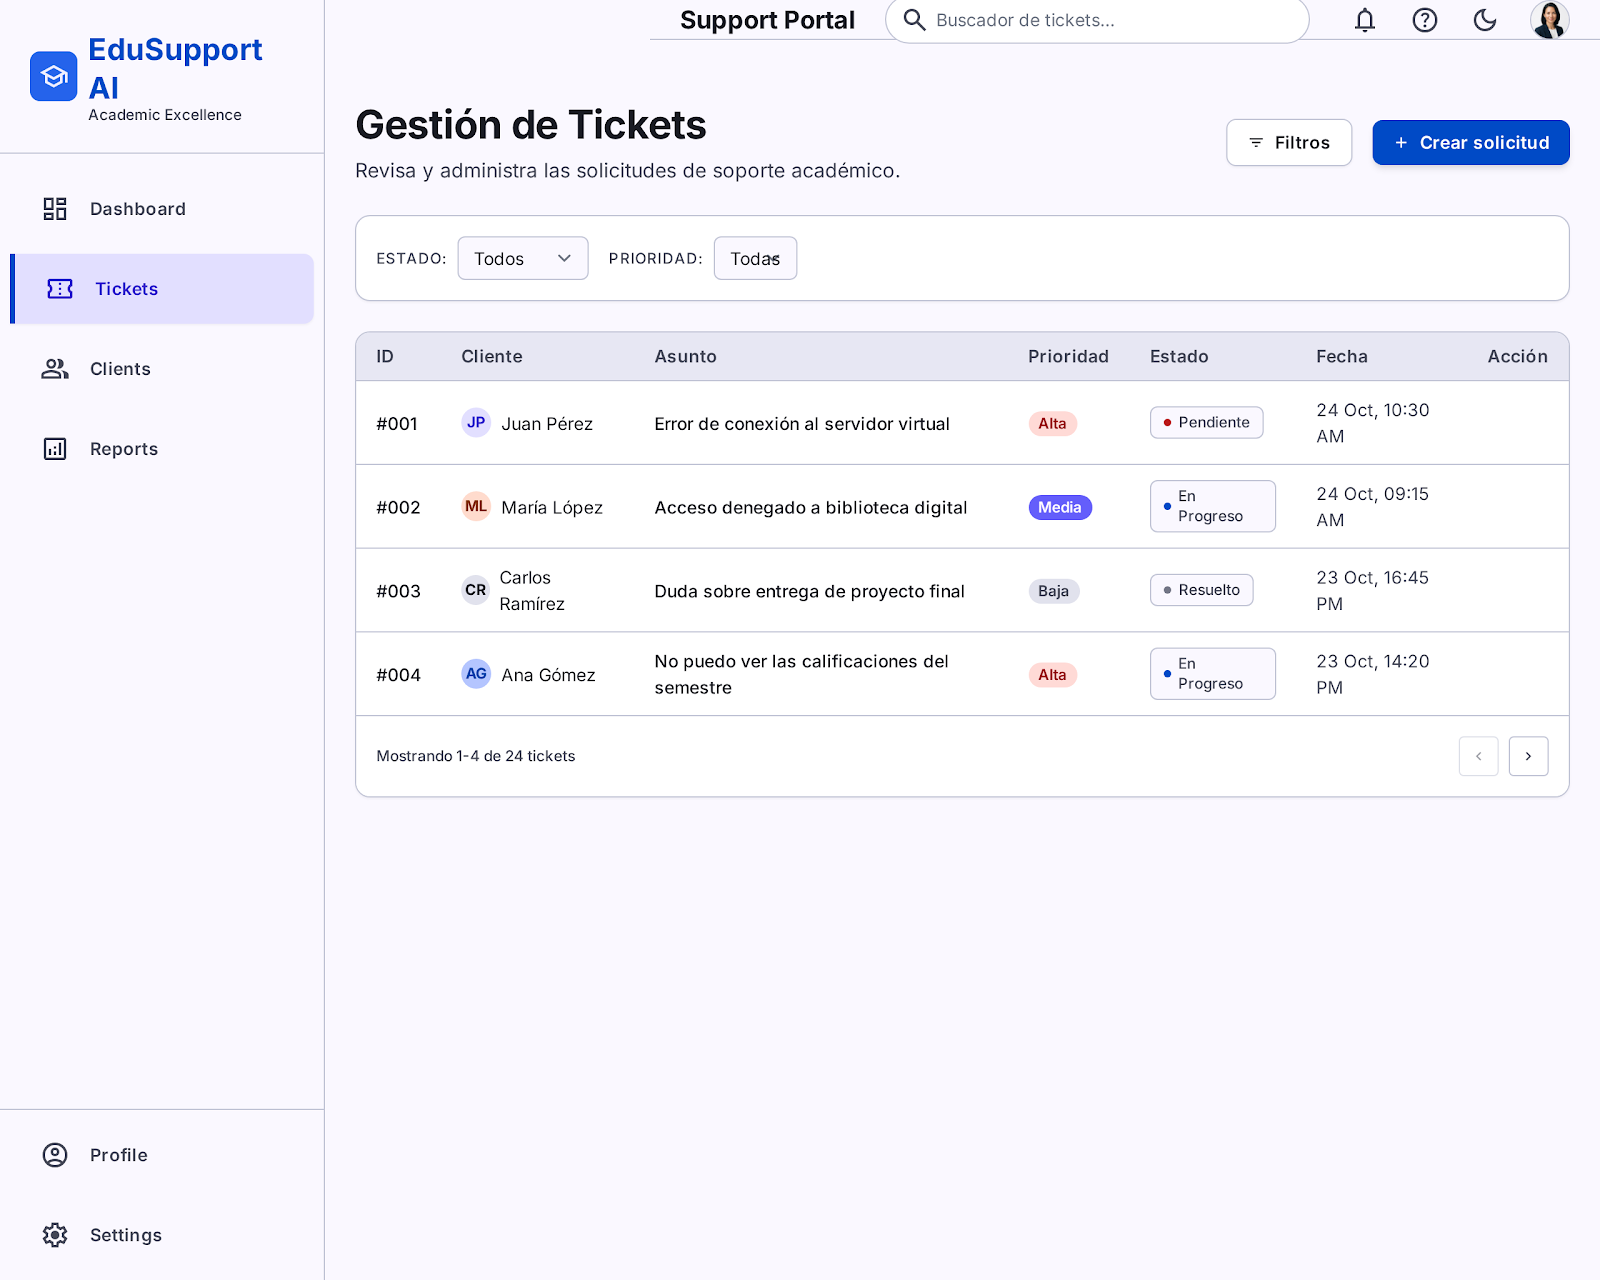 EduSupport
AI
Academic Excellence
Dashboard
Tickets
Clients
Reports
Profile
Settings
Support Portal
Buscador de tickets...
Gestión de Tickets
Revisa y administra las solicitudes de soporte académico.
Filtros
+ Crear solicitud
ESTADO: Todos PRIORIDAD: Todas
ID Cliente Asunto Prioridad Estado Fecha Acción
#001 JP Juan Pérez Error de conexión al servidor virtual Alta Pendiente 24 Oct, 10:30
AM
#002 ML María López Acceso denegado a biblioteca digital Media En
Progreso 24 Oct, 09:15
AM
#003 CR Carlos
Ramírez Duda sobre entrega de proyecto final Baja Resuelto 23 Oct, 16:45
PM
#004 AG Ana Gómez No puedo ver las calificaciones del
semestre Alta En
Progreso 23 Oct, 14:20
PM
Mostrando 1-4 de 24 tickets